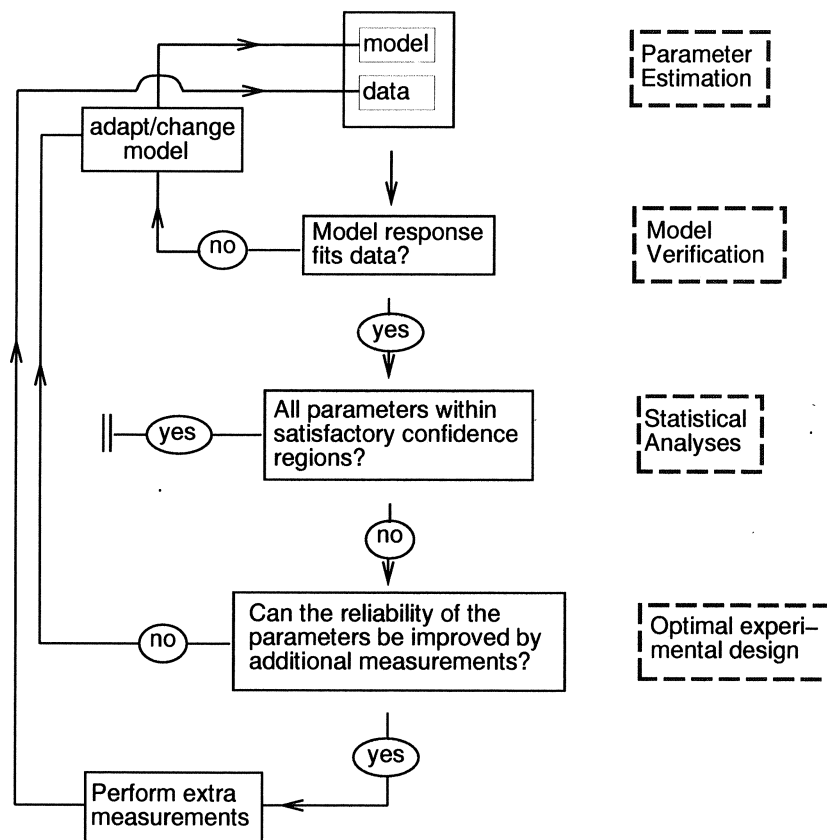 model
data
Parameter
Estimation
adapt/change
model
no
Model response
fits data?
Model
Verification
yes
yes
All parameters within
satisfactory confidence
regions?
Statistical
Analyses
no
no
Can the reliability of the
parameters be improved by
additional measurements?
Optimal experi–
mental design
yes
Perform extra
measurements